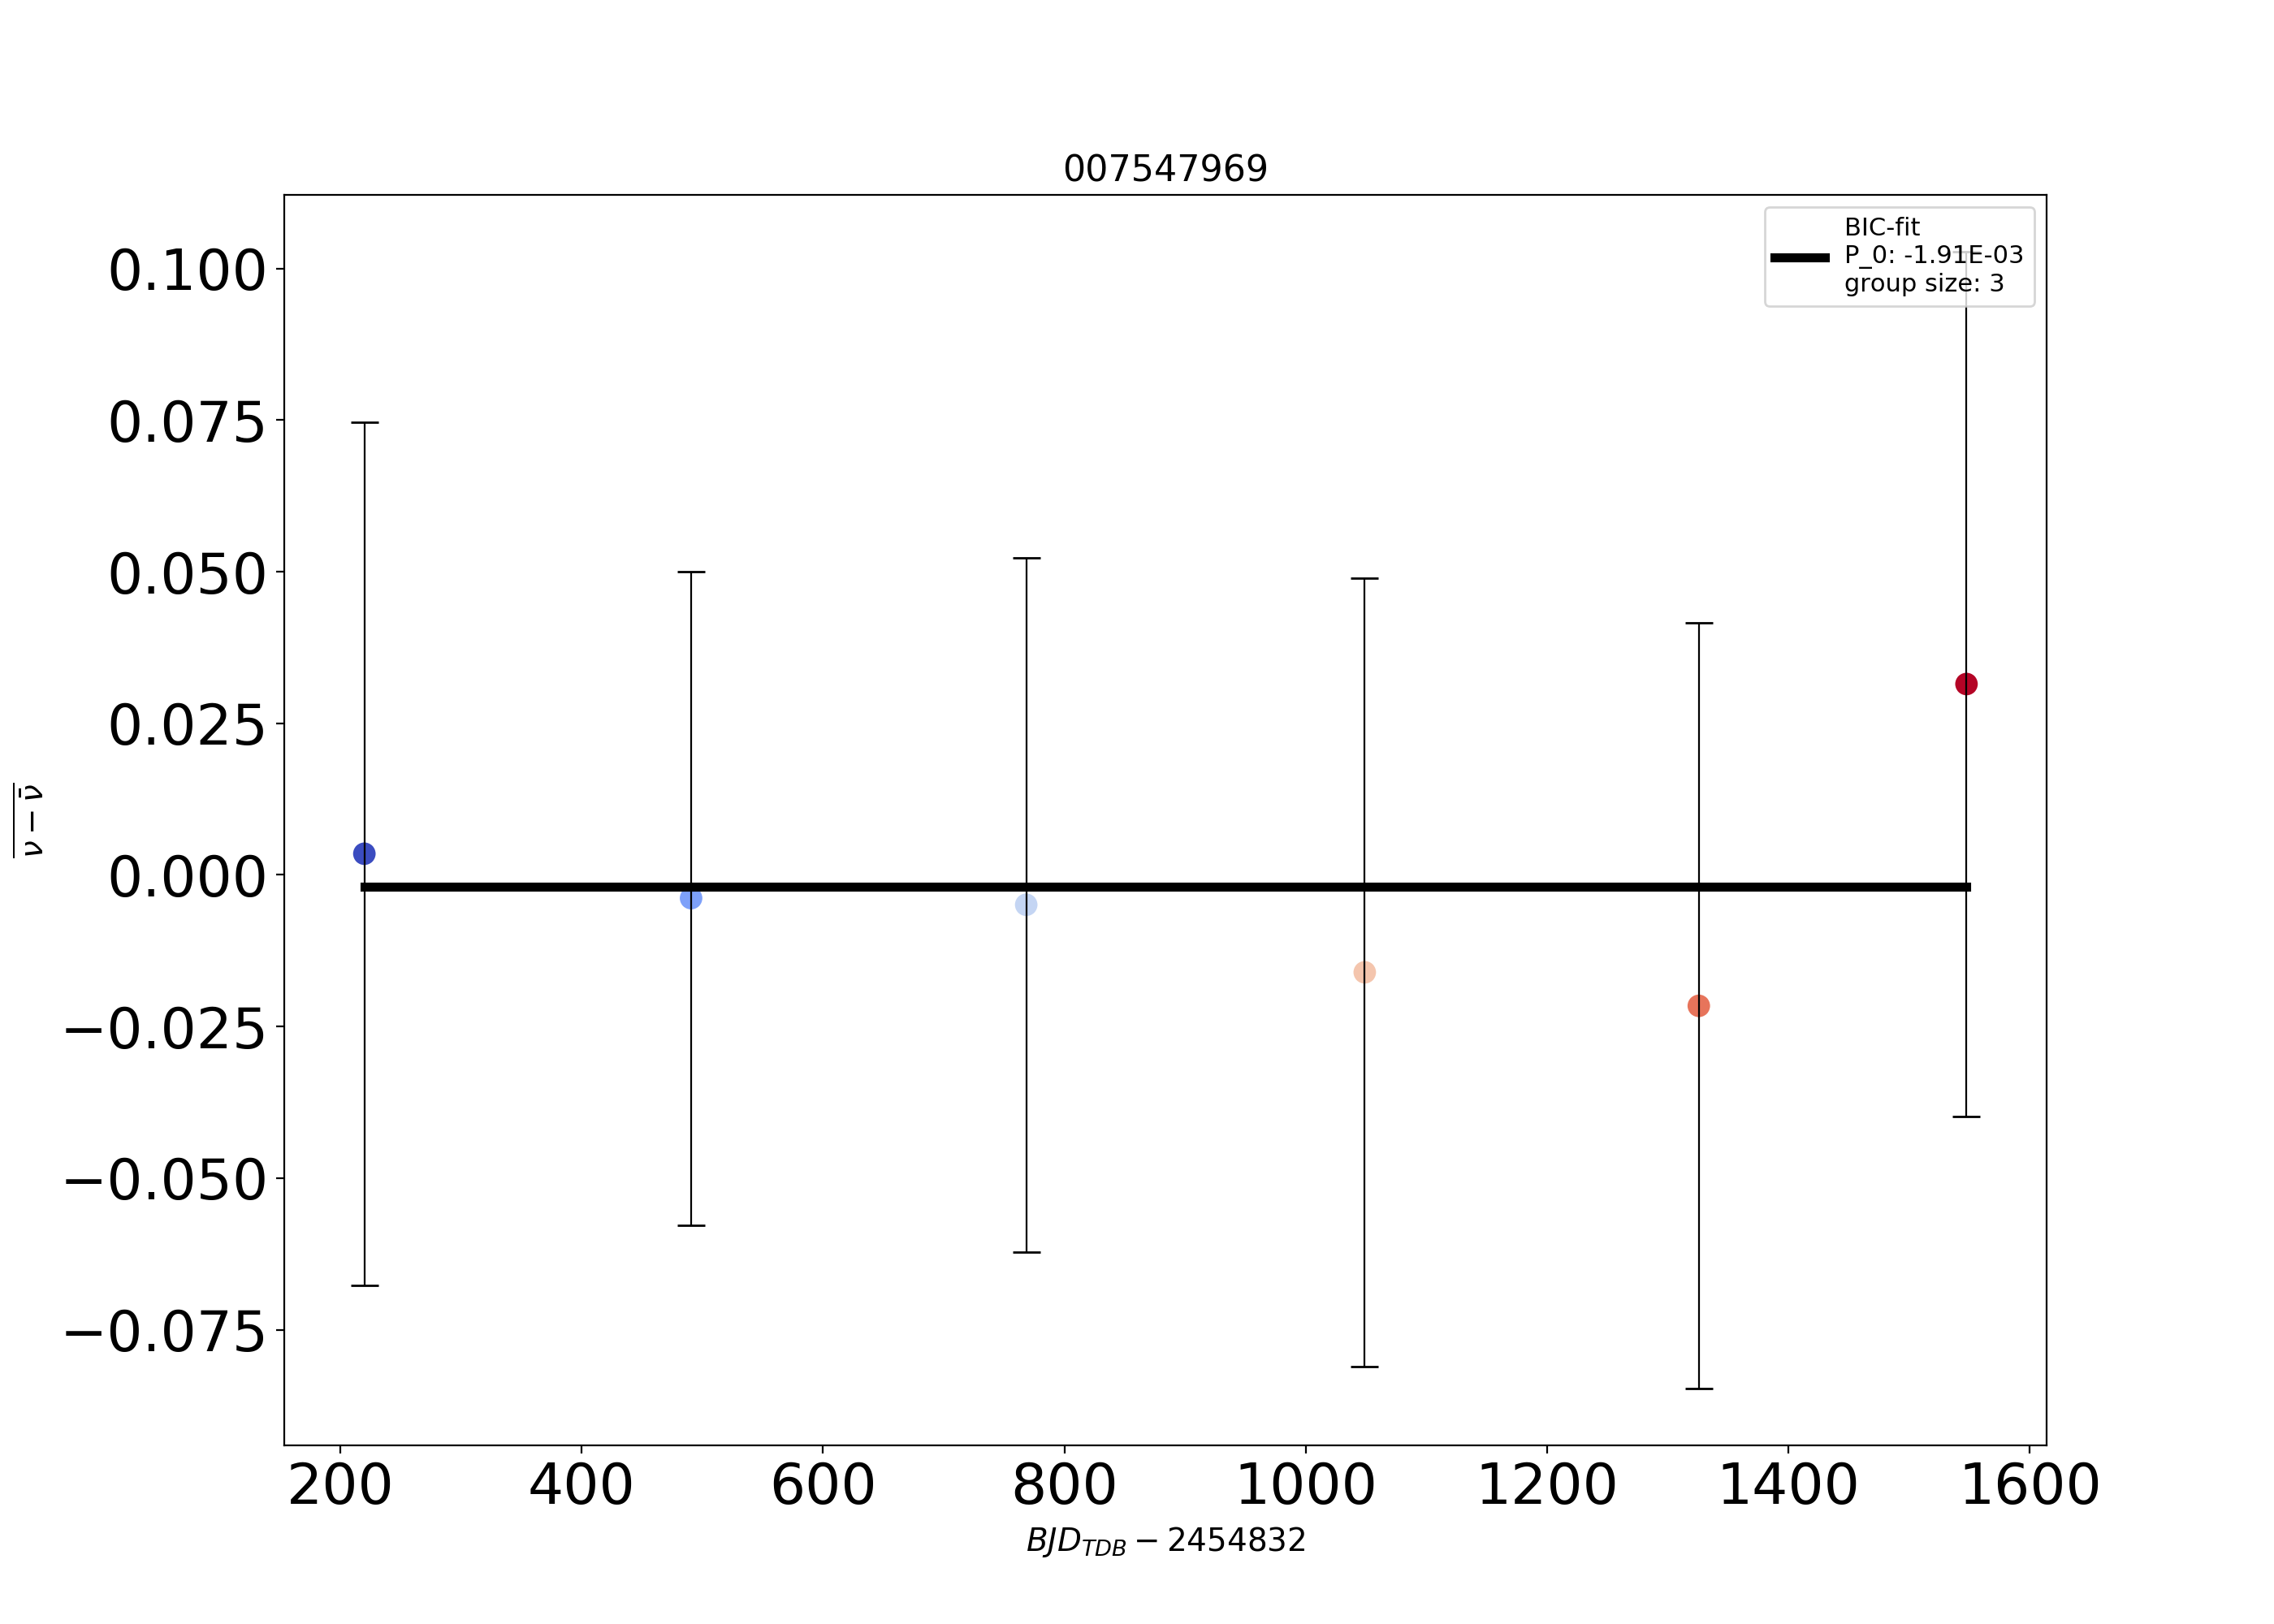 007547969
BIC-fit
P_0: -1.91E-03
group size: 3
0.100
0.075
0.050
0.025
0.000
−0.025
−0.050
−0.075
$\overline{\nu - \bar{\nu}}$
200 400 600 800 1000 1200 1400 1600
$BJD_{TDB} - 2454832$